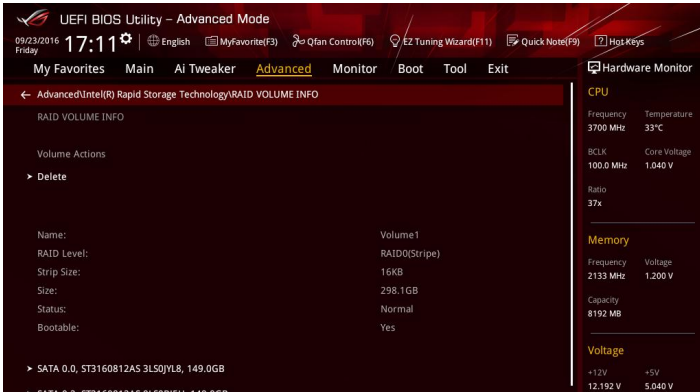 UEFI BIOS Utility – Advanced Mode
09/23/2016 Friday 17:11 English MyFavorite(F3) Qfan Control(F6) EZ Tuning Wizard(F11) Quick Note(F9) ? Hot Keys
My Favorites Main Ai Tweaker Advanced Monitor Boot Tool Exit
Hardware Monitor
← Advanced\Intel(R) Rapid Storage Technology\RAID VOLUME INFO
RAID VOLUME INFO
Volume Actions
➤ Delete
Name: Volume1
RAID Level: RAID0(Stripe)
Strip Size: 16KB
Size: 298.1GB
Status: Normal
Bootable: Yes
➤ SATA 0.0, ST3160812AS 3LS0JYL8, 149.0GB
CPU
Frequency Temperature
3700 MHz 33°C
BCLK Core Voltage
100.0 MHz 1.040 V
Ratio
37x
Memory
Frequency Voltage
2133 MHz 1.200 V
Capacity
8192 MB
Voltage
+12V +5V
12.192 V 5.040 V